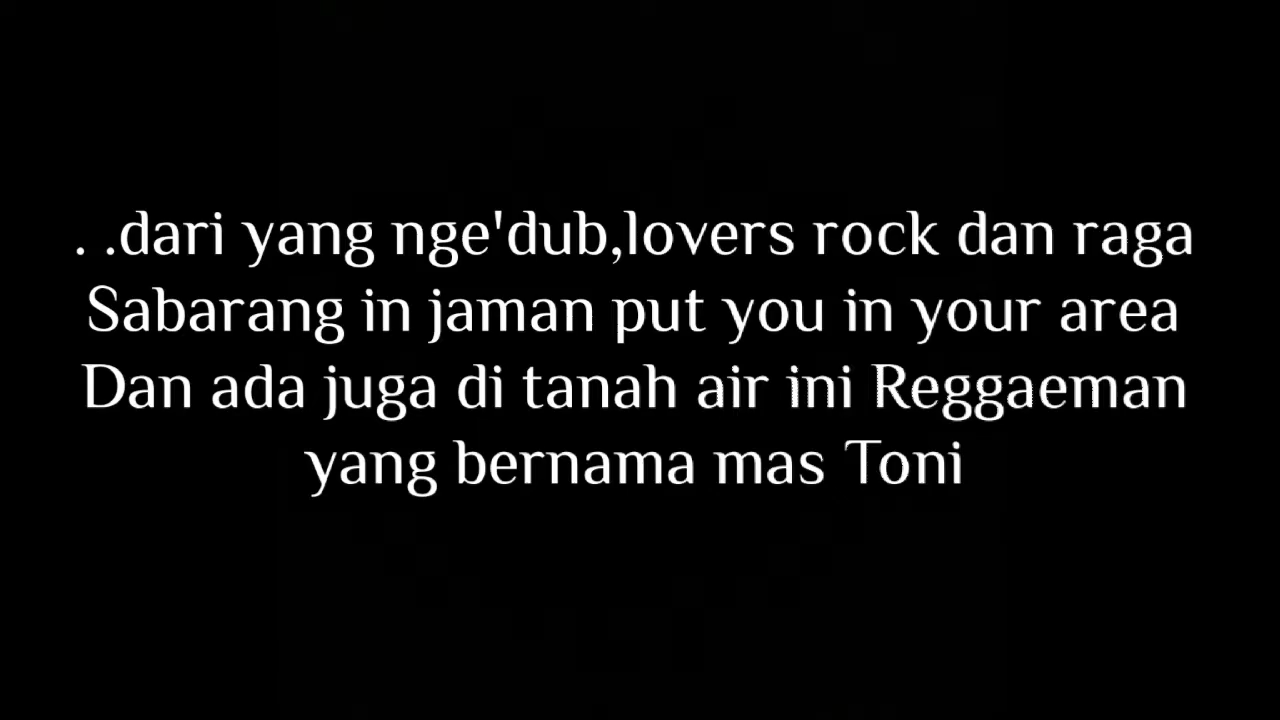 . .dari yang nge'dub,lovers rock dan raga
Sabarang in jaman put you in your area
Dan ada juga di tanah air ini Reggaeman
yang bernama mas Toni